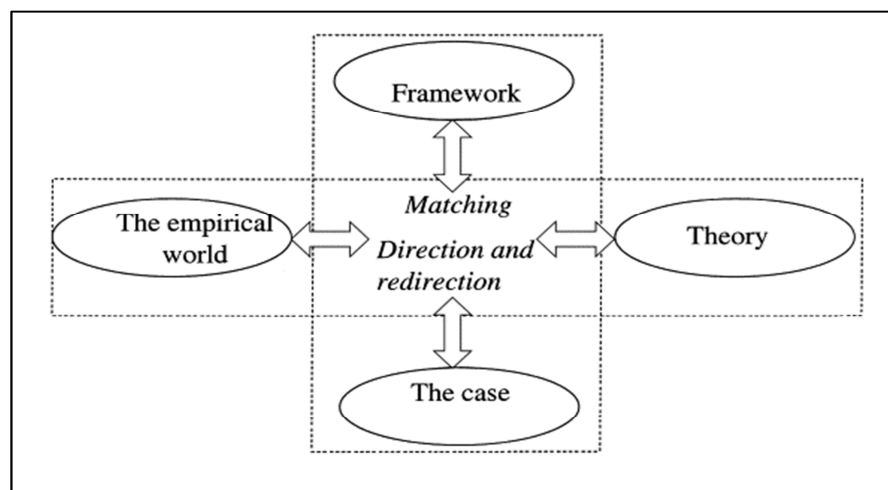 Framework
Matching
The empirical
world
Direction and
redirection
Theory
The case